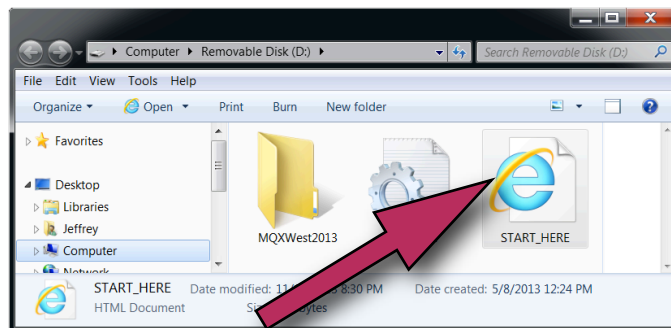 Computer Removable Disk (D:)
Search Removable Disk (D:)
File Edit View Tools Help
Organize Open Print Burn New folder
Favorites
Desktop
Libraries
Jeffrey
Computer
Network
MQXWest2013
START_HERE
START_HERE Date modified: 8:30 PM Date created: 5/8/2013 12:24 PM
HTML Document